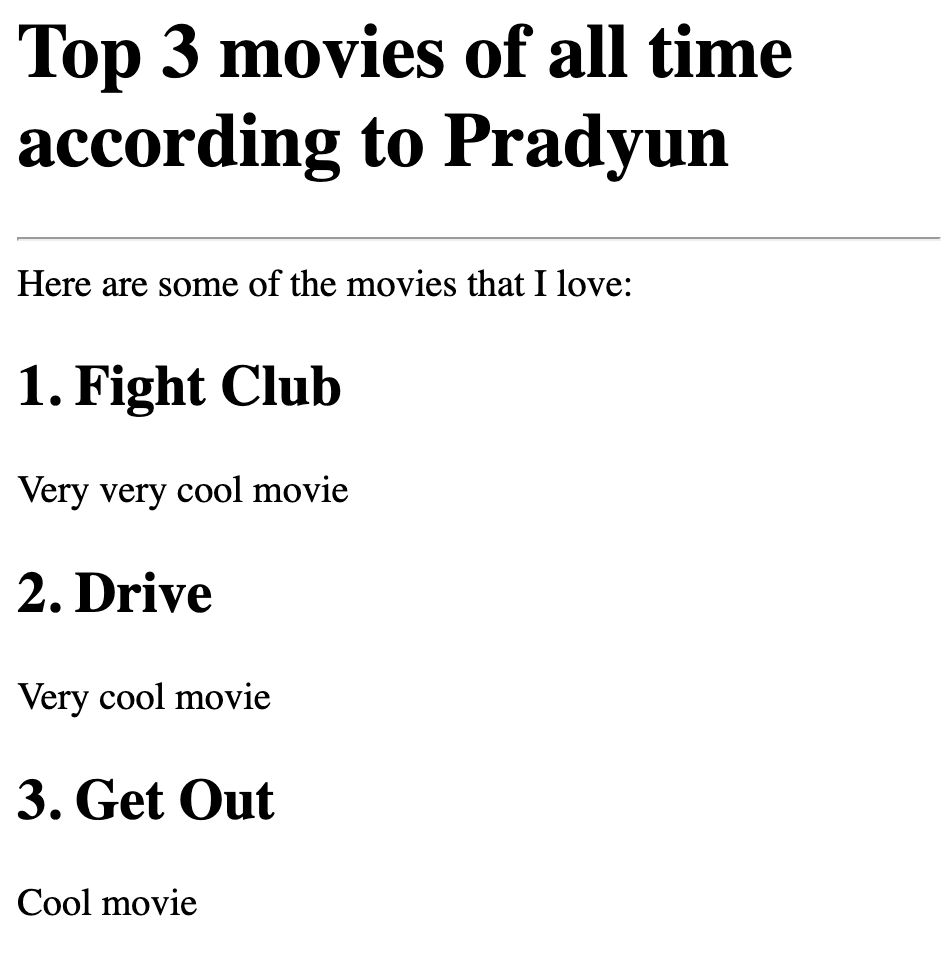 Top 3 movies of all time
according to Pradyun
Here are some of the movies that I love:
1. Fight Club
Very very cool movie
2. Drive
Very cool movie
3. Get Out
Cool movie